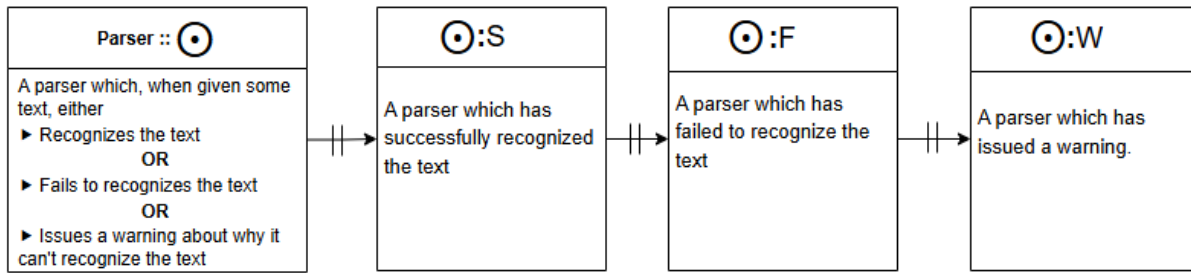 Parser :: ⊙
A parser which, when given some
text, either
► Recognizes the text
OR
► Fails to recognizes the text
OR
► Issues a warning about why it
can't recognize the text
⊙:S
A parser which has
successfully recognized
the text
⊙:F
A parser which has
failed to recognize the
text
⊙:W
A parser which has
issued a warning.